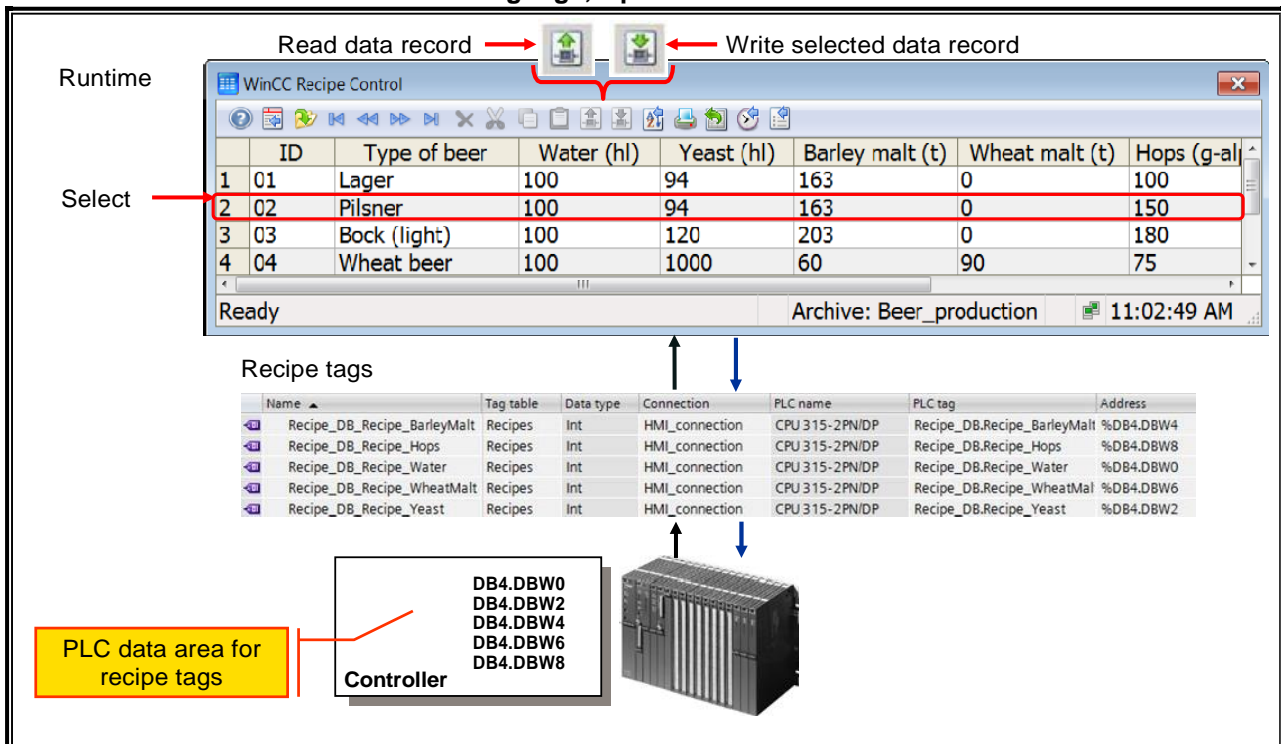 Read data record
Write selected data record
Runtime
WinCC Recipe Control
ID Type of beer Water (hl) Yeast (hl) Barley malt (t) Wheat malt (t) Hops (g-al
1 01 Lager 100 94 163 0 100
Select
2 02 Pilsner 100 94 163 0 150
3 03 Bock (light) 100 120 203 0 180
4 04 Wheat beer 100 1000 60 90 75
Ready Archive: Beer_production 11:02:49 AM
Recipe tags
Name Tag table Data type Connection PLC name PLC tag Address
Recipe_DB_Recipe_BarleyMalt Recipes Int HMI_connection CPU 315-2PN/DP Recipe_DB.Recipe_BarleyMalt %DB4.DBW4
Recipe_DB_Recipe_Hops Recipes Int HMI_connection CPU 315-2PN/DP Recipe_DB.Recipe_Hops %DB4.DBW8
Recipe_DB_Recipe_Water Recipes Int HMI_connection CPU 315-2PN/DP Recipe_DB.Recipe_Water %DB4.DBW0
Recipe_DB_Recipe_WheatMalt Recipes Int HMI_connection CPU 315-2PN/DP Recipe_DB.Recipe_WheatMal %DB4.DBW6
Recipe_DB_Recipe_Yeast Recipes Int HMI_connection CPU 315-2PN/DP Recipe_DB.Recipe_Yeast %DB4.DBW2
DB4.DBW0
DB4.DBW2
DB4.DBW4
DB4.DBW6
DB4.DBW8
Controller
PLC data area for
recipe tags